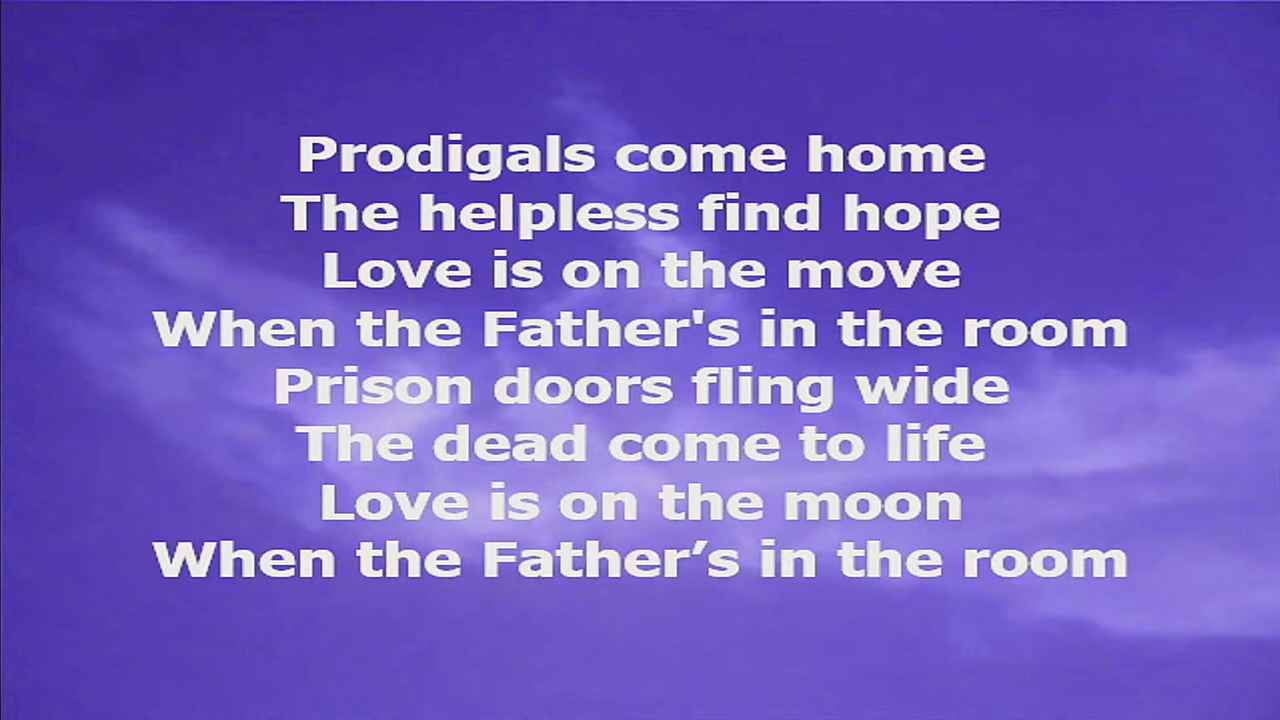 Prodigals come home
The helpless find hope
Love is on the move
When the Father's in the room
Prison doors fling wide
The dead come to life
Love is on the moon
When the Father’s in the room